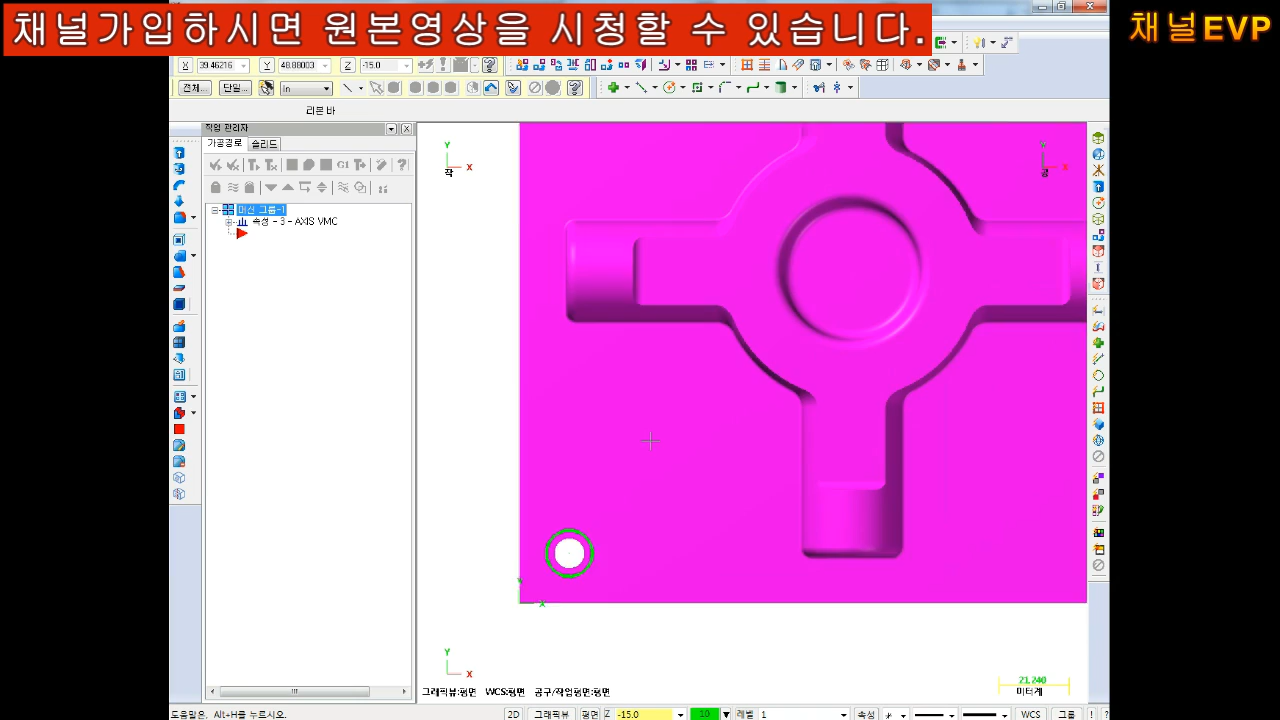 채널가입하시면 원본영상을 시청할 수 있습니다.
채널EVP
X 39.46216 Y 48.88003 Z -15.0
전체... 단일... In
리본 바
작업 관리자
가공경로 솔리드
G1
머신 그룹-1
속성 - 3 - AXIS VMC
Y
X
작
Y
X
공
X
Y
X
그래픽뷰:평면 WCS:평면 공구/작업평면:평면
21.240
미터계
도움말은, Alt+H를 누르시오.
2D 그래픽뷰 평면 Z -15.0 10 레벨 1 속성 WCS 그룹 ! ?